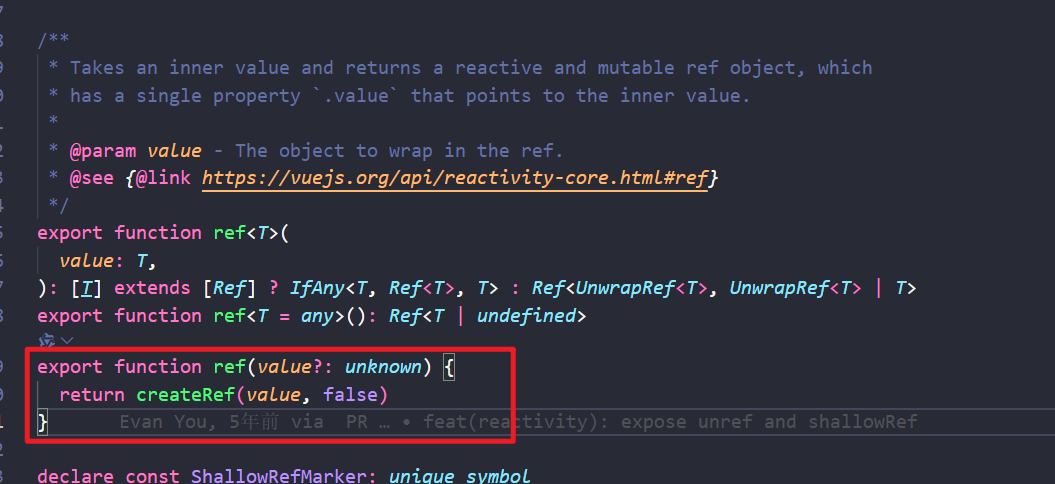 /**
* Takes an inner value and returns a reactive and mutable ref object, which
* has a single property `.value` that points to the inner value.
*
* @param value - The object to wrap in the ref.
* @see {@link https://vuejs.org/api/reactivity-core.html#ref}
*/
export function ref<T>(
value: T,
): [T] extends [Ref] ? IfAny<T, Ref<T>, T> : Ref<UnwrapRef<T>, UnwrapRef<T> | T>
export function ref<T = any>(): Ref<T | undefined>
export function ref(value?: unknown) {
return createRef(value, false)
} Evan You, 5年前 via PR … • feat(reactivity): expose unref and shallowRef
declare const ShallowRefMarker: unique symbol